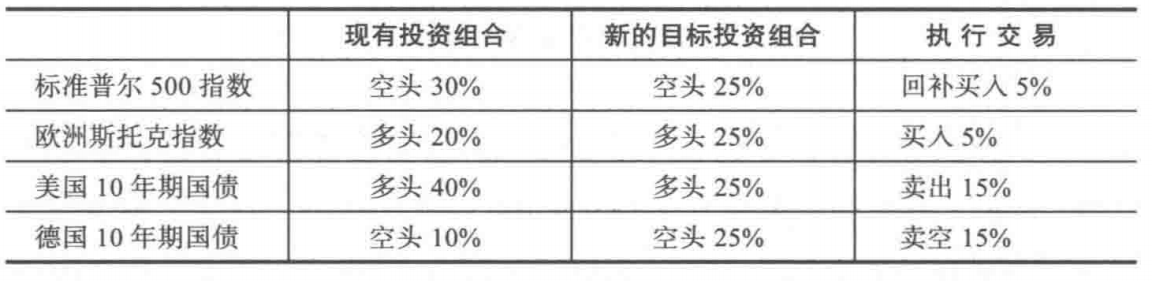 现有投资组合 新的目标投资组合 执行交易
标准普尔 500 指数 空头 30% 空头 25% 回补买入 5%
欧洲斯托克指数 多头 20% 多头 25% 买入 5%
美国 10 年期国债 多头 40% 多头 25% 卖出 15%
德国 10 年期国债 空头 10% 空头 25% 卖空 15%